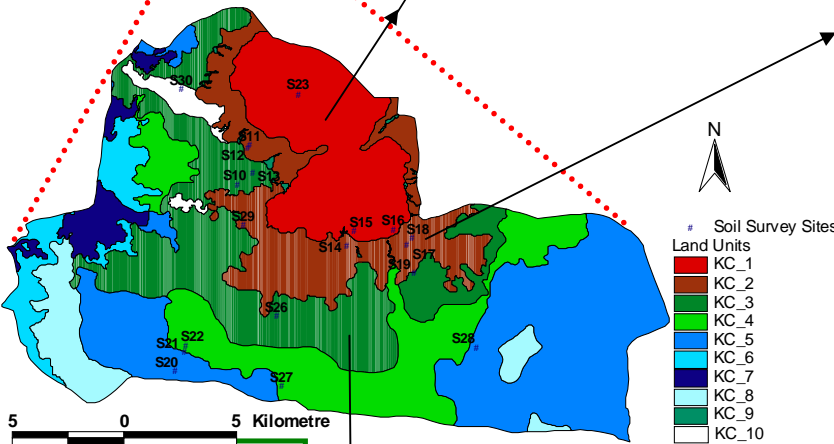 S23
S30
S11
S12
S10
S13
S29
S15
S16
S14
S18
S17
S19
S26
S22
S21
S20
S27
S28
N
# Soil Survey Sites
Land Units
KC_1
KC_2
KC_3
KC_4
KC_5
KC_6
KC_7
KC_8
KC_9
KC_10
5 0 5 Kilometre